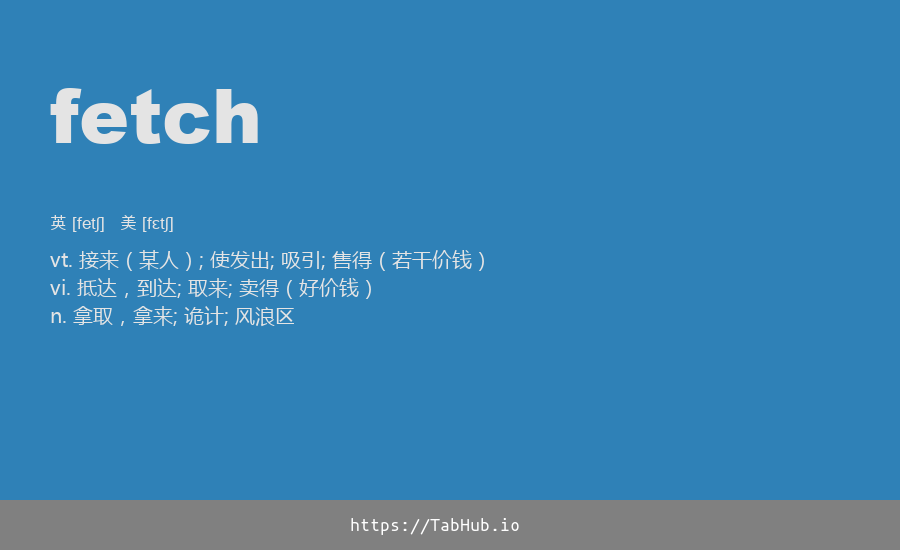 fetch
英 [fetʃ] 美 [fɛtʃ]
vt. 接来（某人）; 使发出; 吸引; 售得（若干价钱）
vi. 抵达，到达; 取来; 卖得（好价钱）
n. 拿取，拿来; 诡计; 风浪区
https://TabHub.io